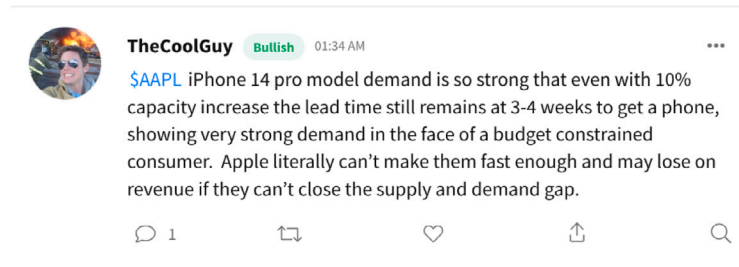 TheCoolGuy Bullish 01:34 AM
$AAPL iPhone 14 pro model demand is so strong that even with 10%
capacity increase the lead time still remains at 3-4 weeks to get a phone,
showing very strong demand in the face of a budget constrained
consumer.  Apple literally can’t make them fast enough and may lose on
revenue if they can’t close the supply and demand gap.
1